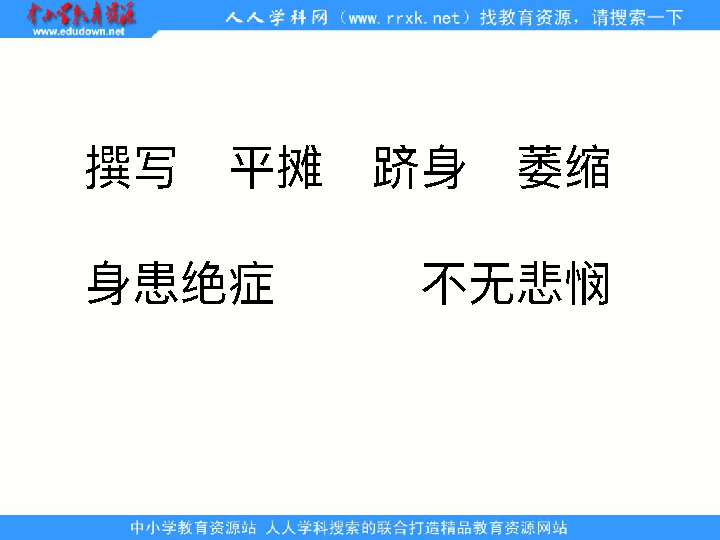 中小学教育资源
www.edudown.net
人人学科网（www.rrxk.net）找教育资源，请搜索一下
撰写 平摊 跻身 萎缩
身患绝症 不无悲悯
中小学教育资源站 人人学科搜索的联合打造精品教育资源网站